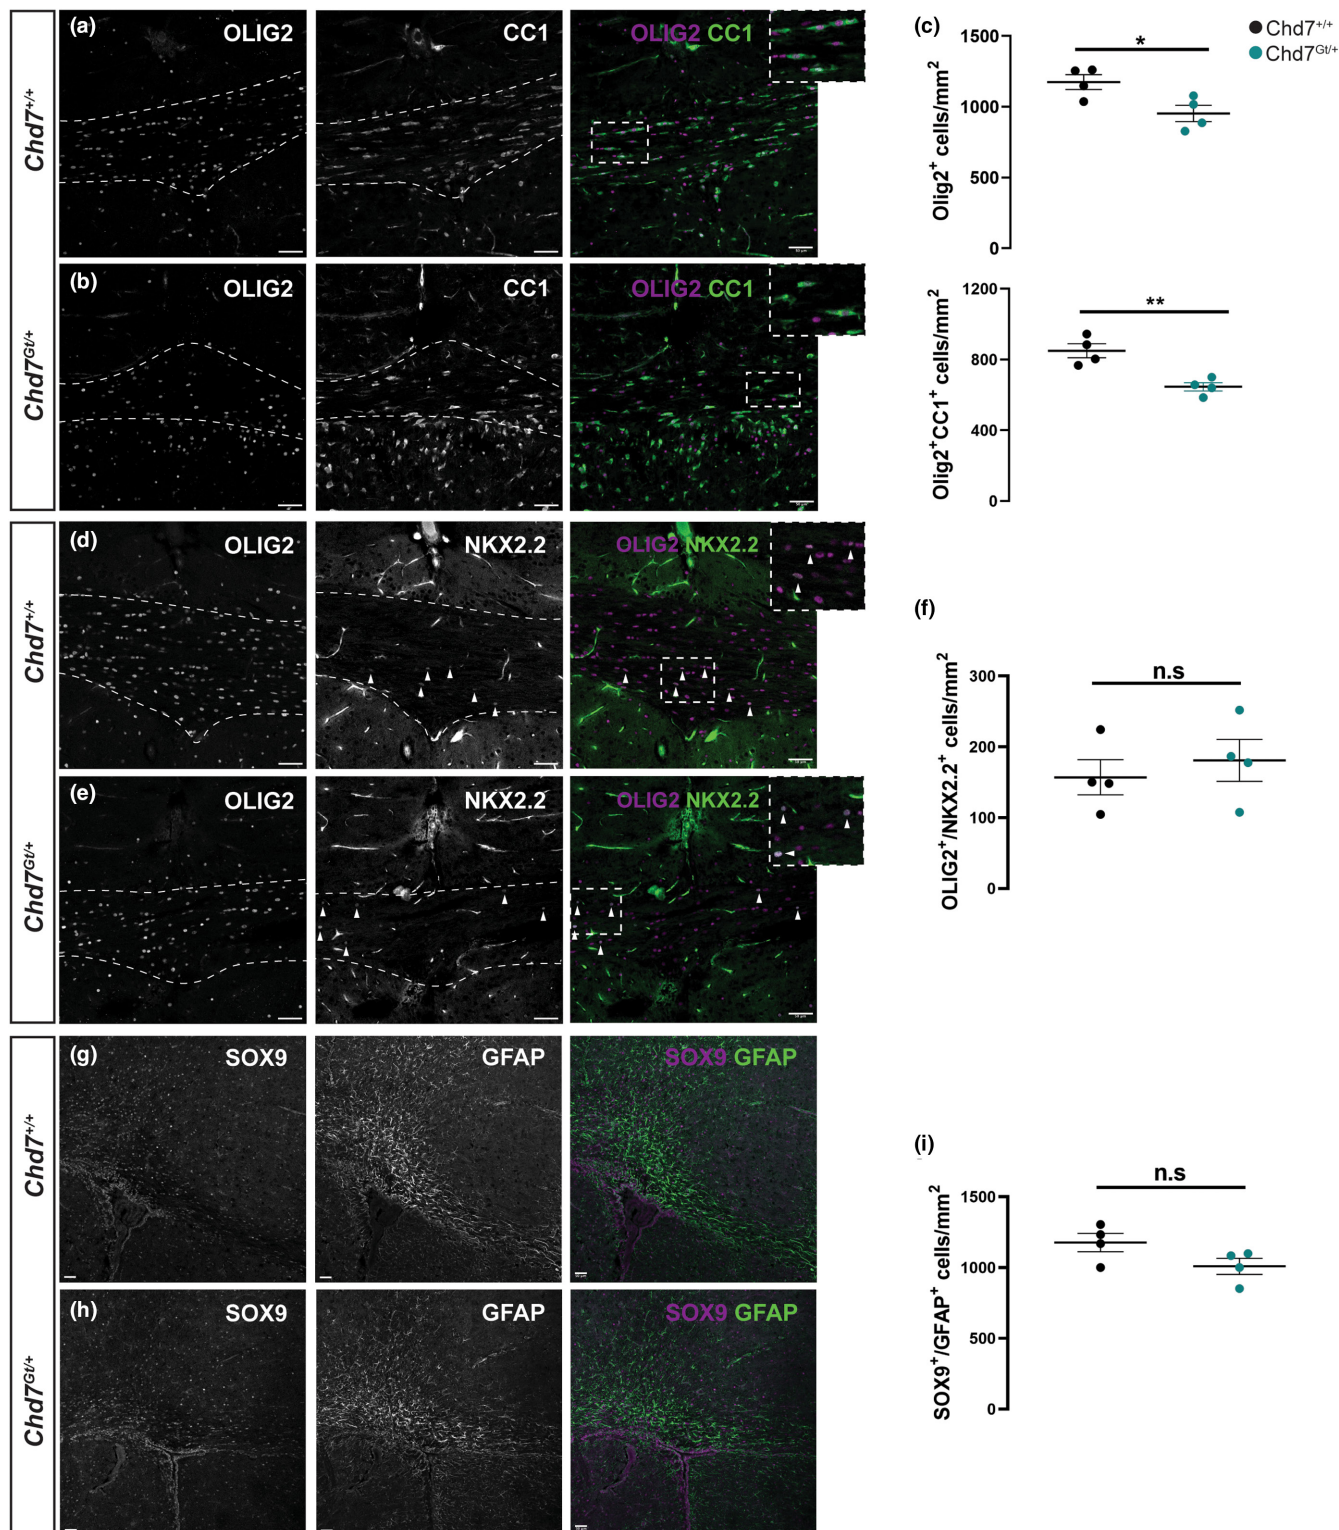 (a) OLIG2 CC1 OLIG2 CC1
Chd7+/+
(b) OLIG2 CC1 OLIG2 CC1
Chd7Gt/+
(c)
Chd7+/+
Chd7Gt/+
*
1500
1000
500
0
Olig2+ cells/mm2
**
1200
800
400
0
Olig2+CC1+ cells/mm2
(d) OLIG2 NKX2.2 OLIG2 NKX2.2
Chd7+/+
(e) OLIG2 NKX2.2 OLIG2 NKX2.2
Chd7Gt/+
(f)
n.s
300
200
100
0
OLIG2+/NKX2.2+ cells/mm2
(g) SOX9 GFAP SOX9 GFAP
Chd7+/+
(h) SOX9 GFAP SOX9 GFAP
Chd7Gt/+
(i)
n.s
1500
1000
500
0
SOX9+/GFAP+ cells/mm2